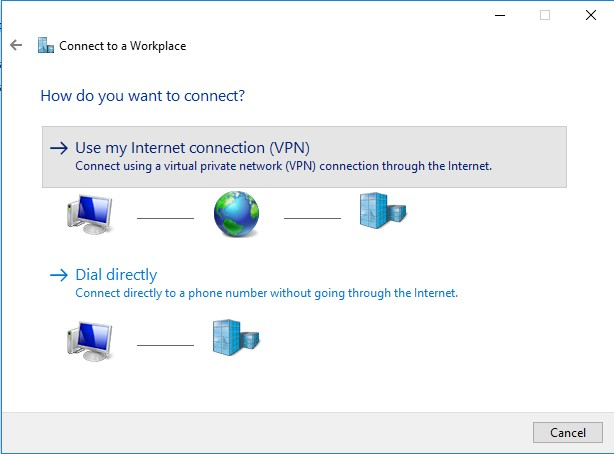 Connect to a Workplace
How do you want to connect?
Use my Internet connection (VPN)
Connect using a virtual private network (VPN) connection through the Internet.
Dial directly
Connect directly to a phone number without going through the Internet.
Cancel